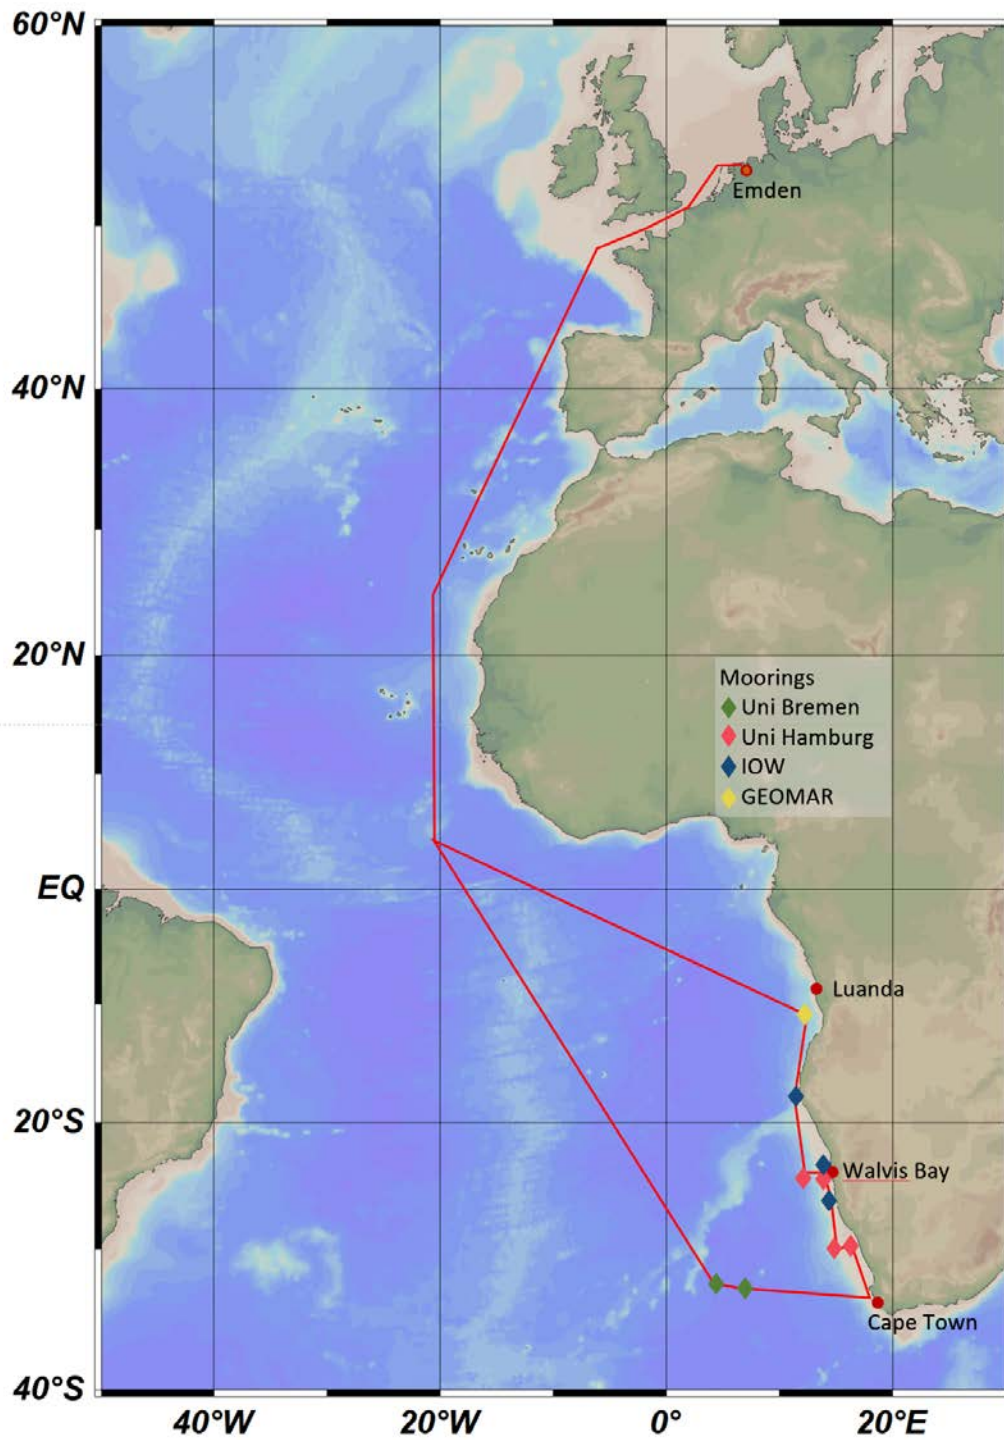 60°N
Emden
40°N
20°N
Moorings
Uni Bremen
Uni Hamburg
IOW
GEOMAR
EQ
Luanda
20°S
Walvis Bay
Cape Town
40°S
40°W
20°W
0°
20°E